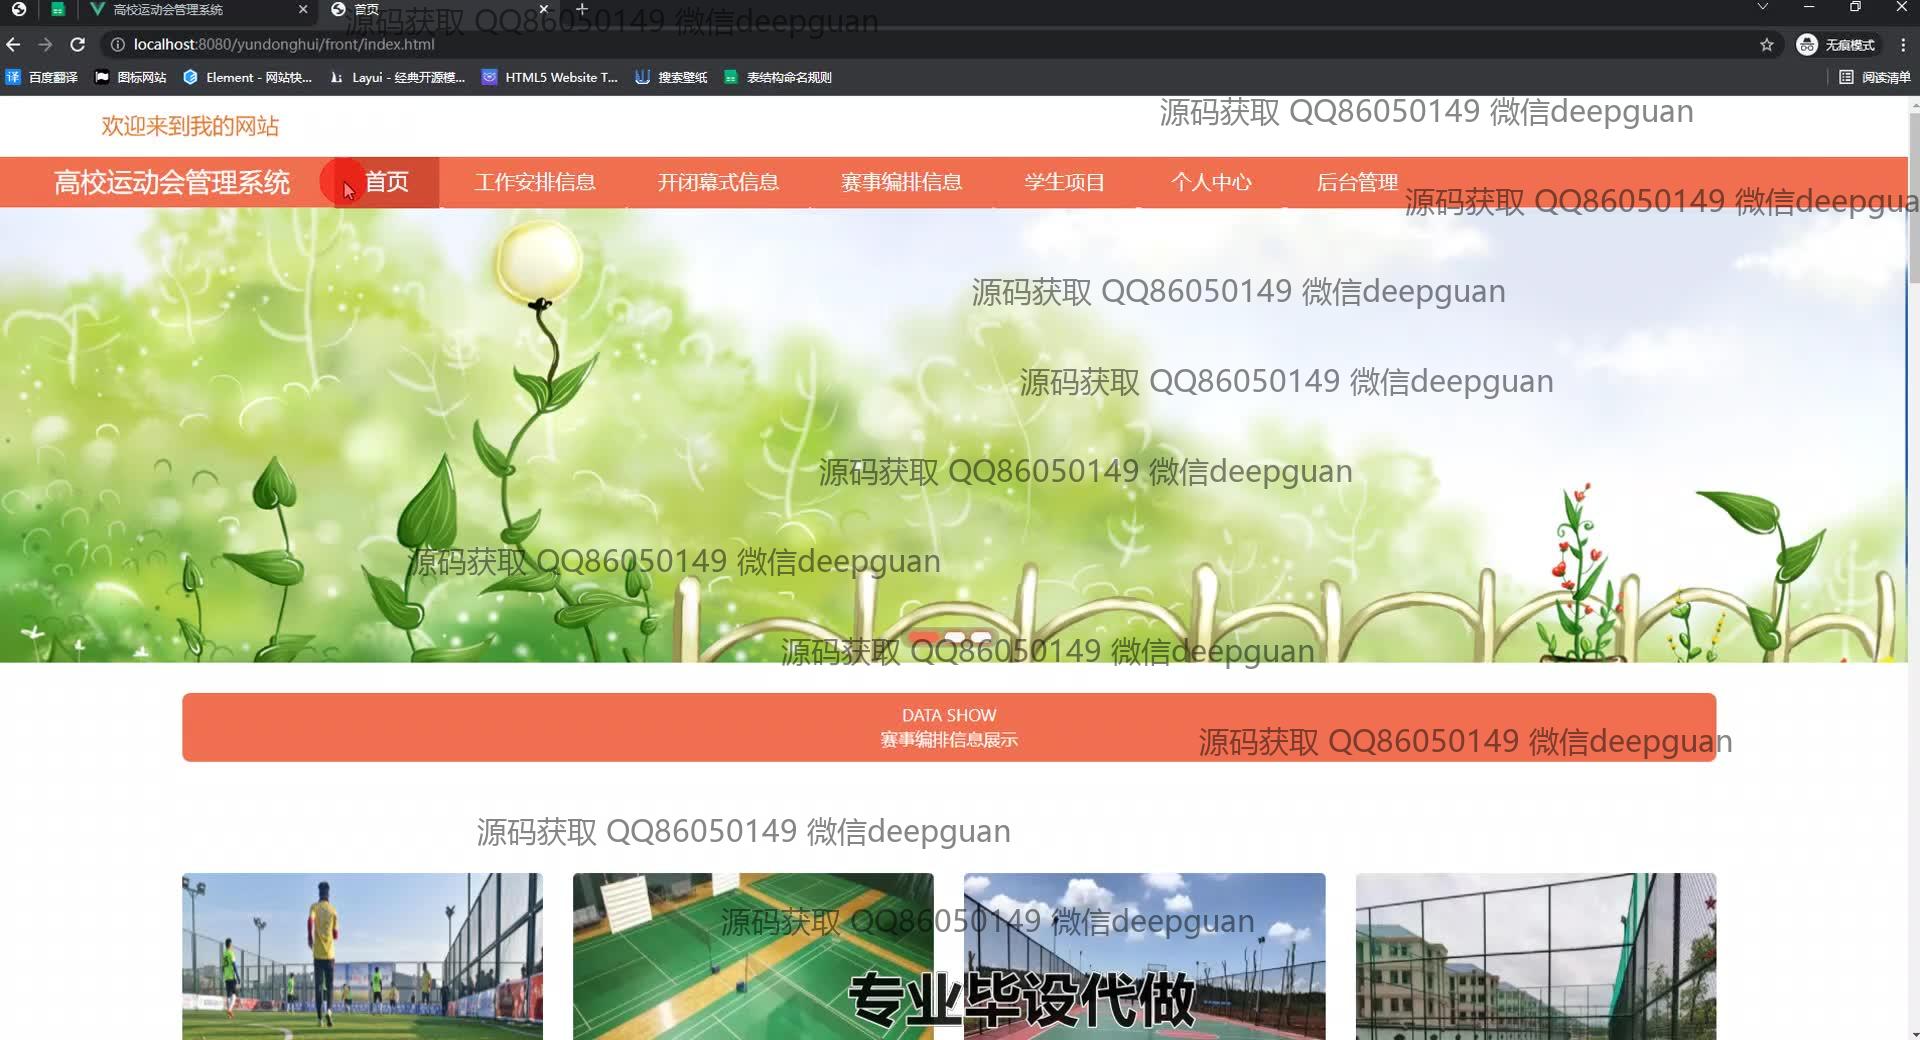 高校运动会管理系统
首页
源码获取 QQ86050149 微信deepguan
localhost:8080/yundonghui/front/index.html
无痕模式
译 百度翻译
图标网站
Element - 网站快...
Layui - 经典开源模...
HTML5 Website T...
搜索壁纸
表结构命名规则
阅读清单
欢迎来到我的网站
源码获取 QQ86050149 微信deepguan
高校运动会管理系统
首页
工作安排信息
开闭幕式信息
赛事编排信息
学生项目
个人中心
后台管理
源码获取 QQ86050149 微信deepgua
源码获取 QQ86050149 微信deepguan
源码获取 QQ86050149 微信deepguan
源码获取 QQ86050149 微信deepguan
源码获取 QQ86050149 微信deepguan
源码获取 QQ86050149 微信deepguan
DATA SHOW
赛事编排信息展示
源码获取 QQ86050149 微信deepguan
源码获取 QQ86050149 微信deepguan
源码获取 QQ86050149 微信deepguan
专业毕设代做